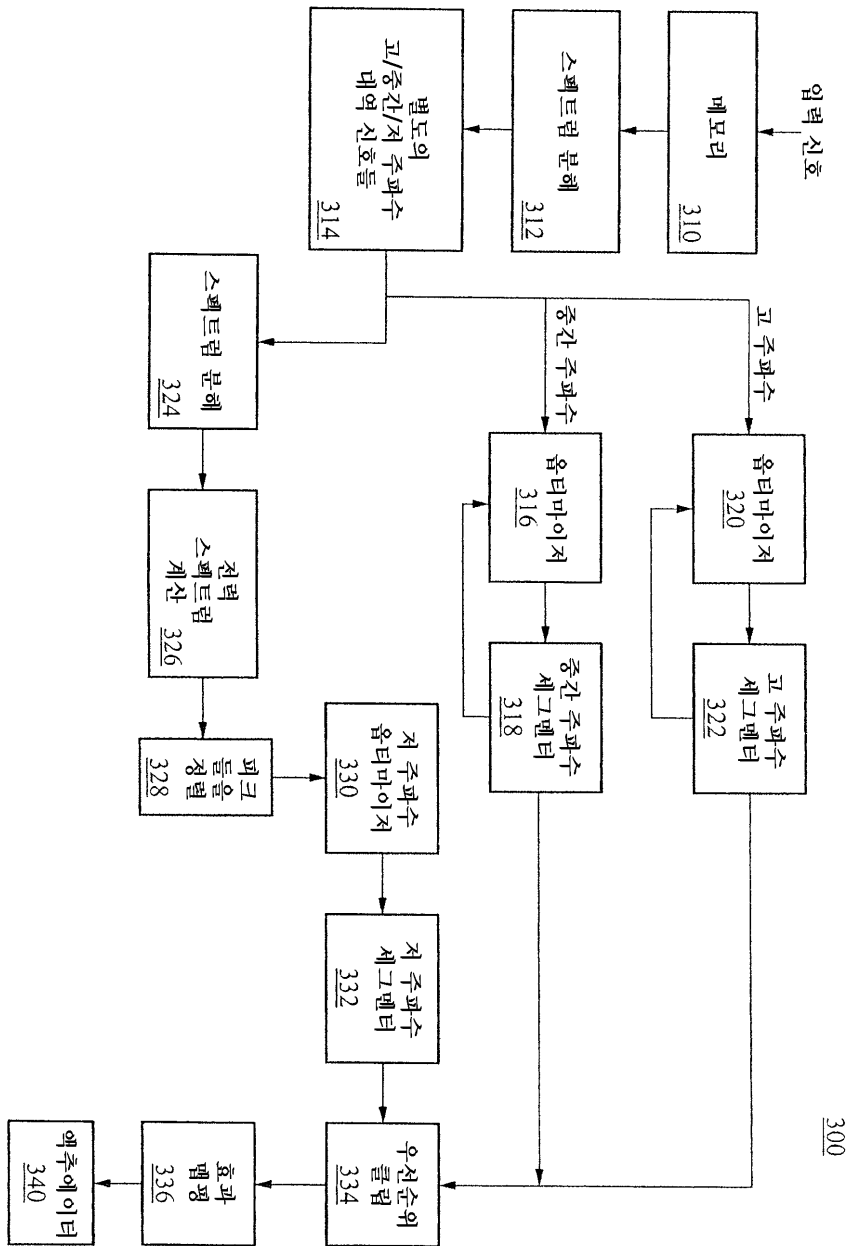 300
입력 신호
메모리
310
스펙트럼 분해
312
별도의
고/중간/저 주파수
대역 신호들
314
고 주파수
옵티마이저
320
고 주파수
세그멘터
322
중간 주파수
옵티마이저
316
중간 주파수
세그멘터
318
스펙트럼 분해
324
전력
스펙트럼
계산
326
피크
들을
정렬
328
저 주파수
옵티마이저
330
저 주파수
세그멘터
332
우선순위
클립
334
효과
맵핑
336
액추에이터
340